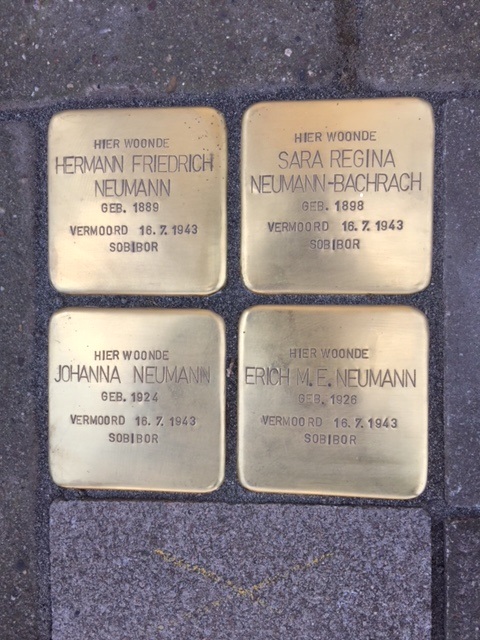 HIER WOONDE
HERMANN FRIEDRICH
NEUMANN
GEB. 1889
VERMOORD 16.7.1943
SOBIBOR
HIER WOONDE
SARA REGINA
NEUMANN-BACHRACH
GEB. 1898
VERMOORD 16.7.1943
SOBIBOR
HIER WOONDE
JOHANNA NEUMANN
GEB. 1924
VERMOORD 16.7.1943
SOBIBOR
HIER WOONDE
ERICH M.E. NEUMANN
GEB. 1926
VERMOORD 16.7.1943
SOBIBOR